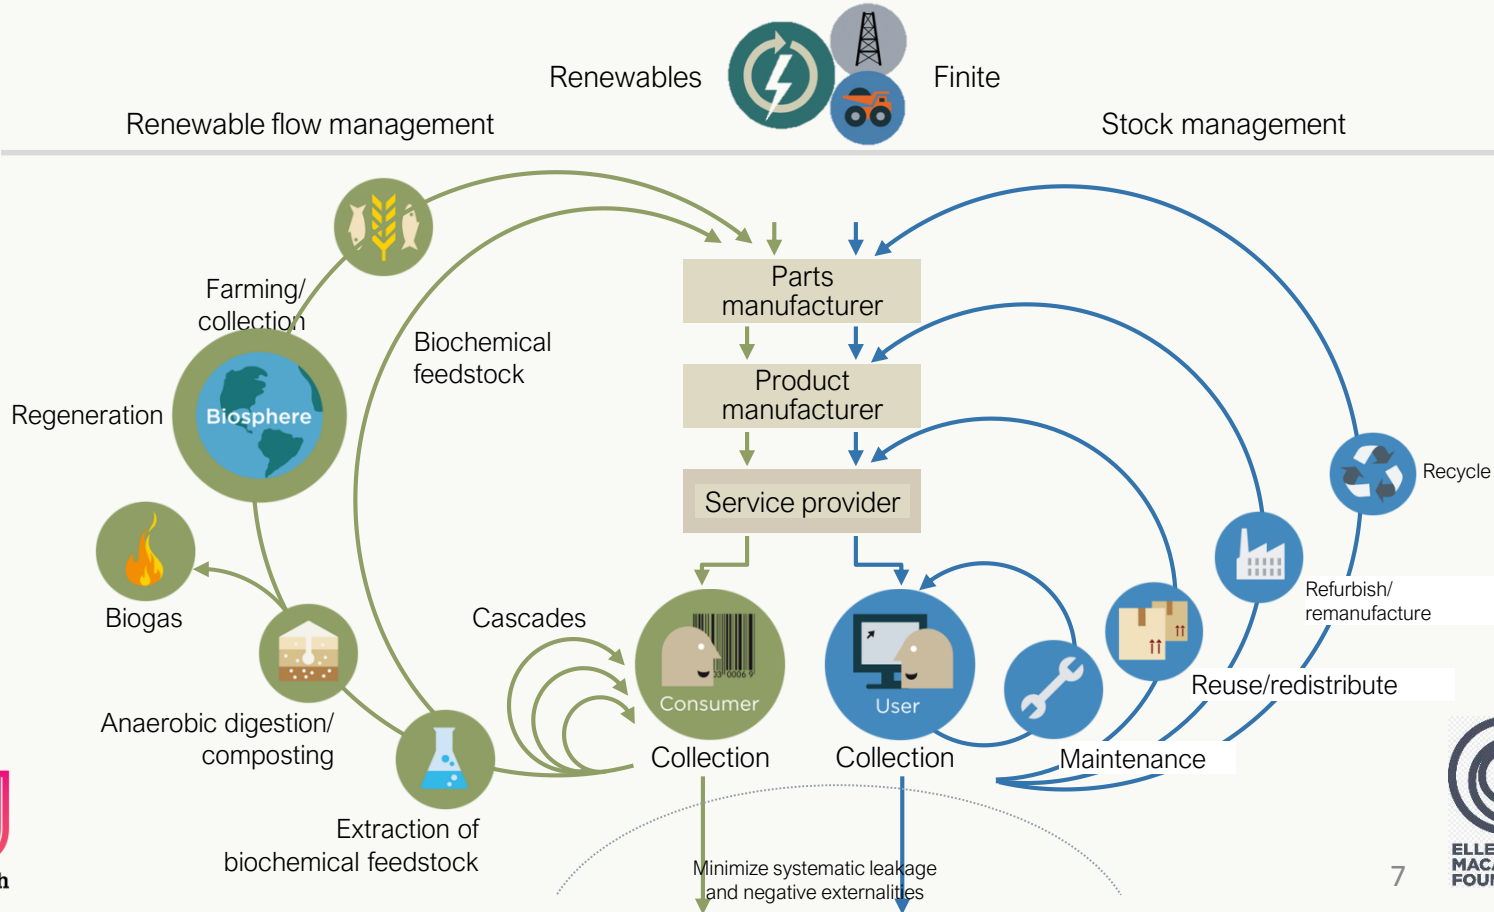 Renewables
Finite
Renewable flow management
Stock management
Farming/
collection
Parts
manufacturer
Biochemical
feedstock
Product
manufacturer
Regeneration
Biosphere
Recycle
Service provider
Refurbish/
remanufacture
Biogas
Cascades
Consumer
User
Reuse/redistribute
Anaerobic digestion/
composting
Collection
Collection
Maintenance
Extraction of
biochemical feedstock
Minimize systematic leakage
and negative externalities
7